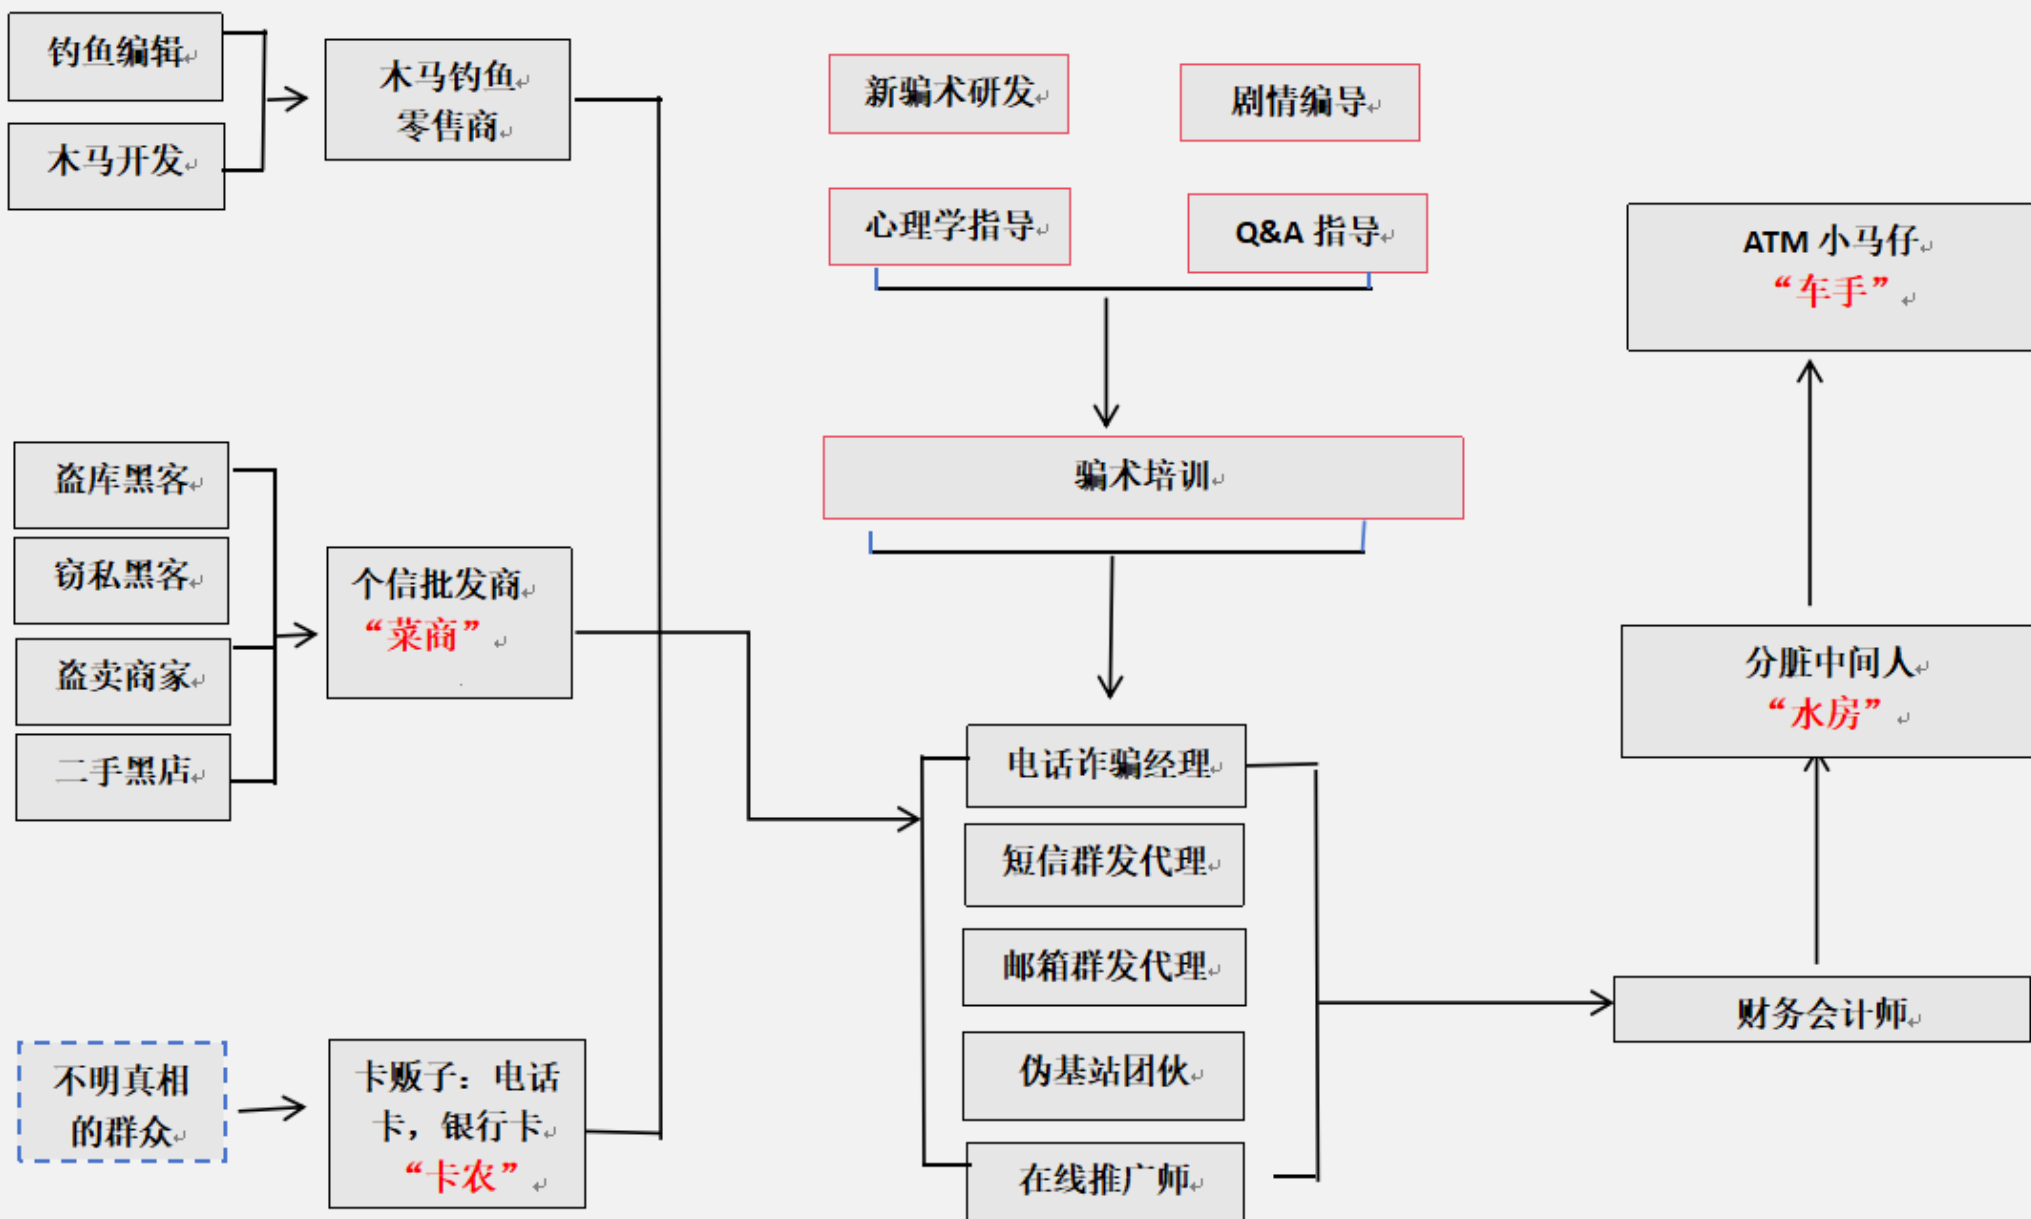 钓鱼编辑
木马开发
木马钓鱼
零售商
新骗术研发
剧情编导
心理学指导
Q&A 指导
骗术培训
ATM 小马仔
“车手”
盗库黑客
窃私黑客
盗卖商家
二手黑店
个信批发商
“菜商”
分脏中间人
“水房”
电话诈骗经理
短信群发代理
邮箱群发代理
伪基站团伙
在线推广师
财务会计师
不明真相
的群众
卡贩子：电话
卡，银行卡
“卡农”